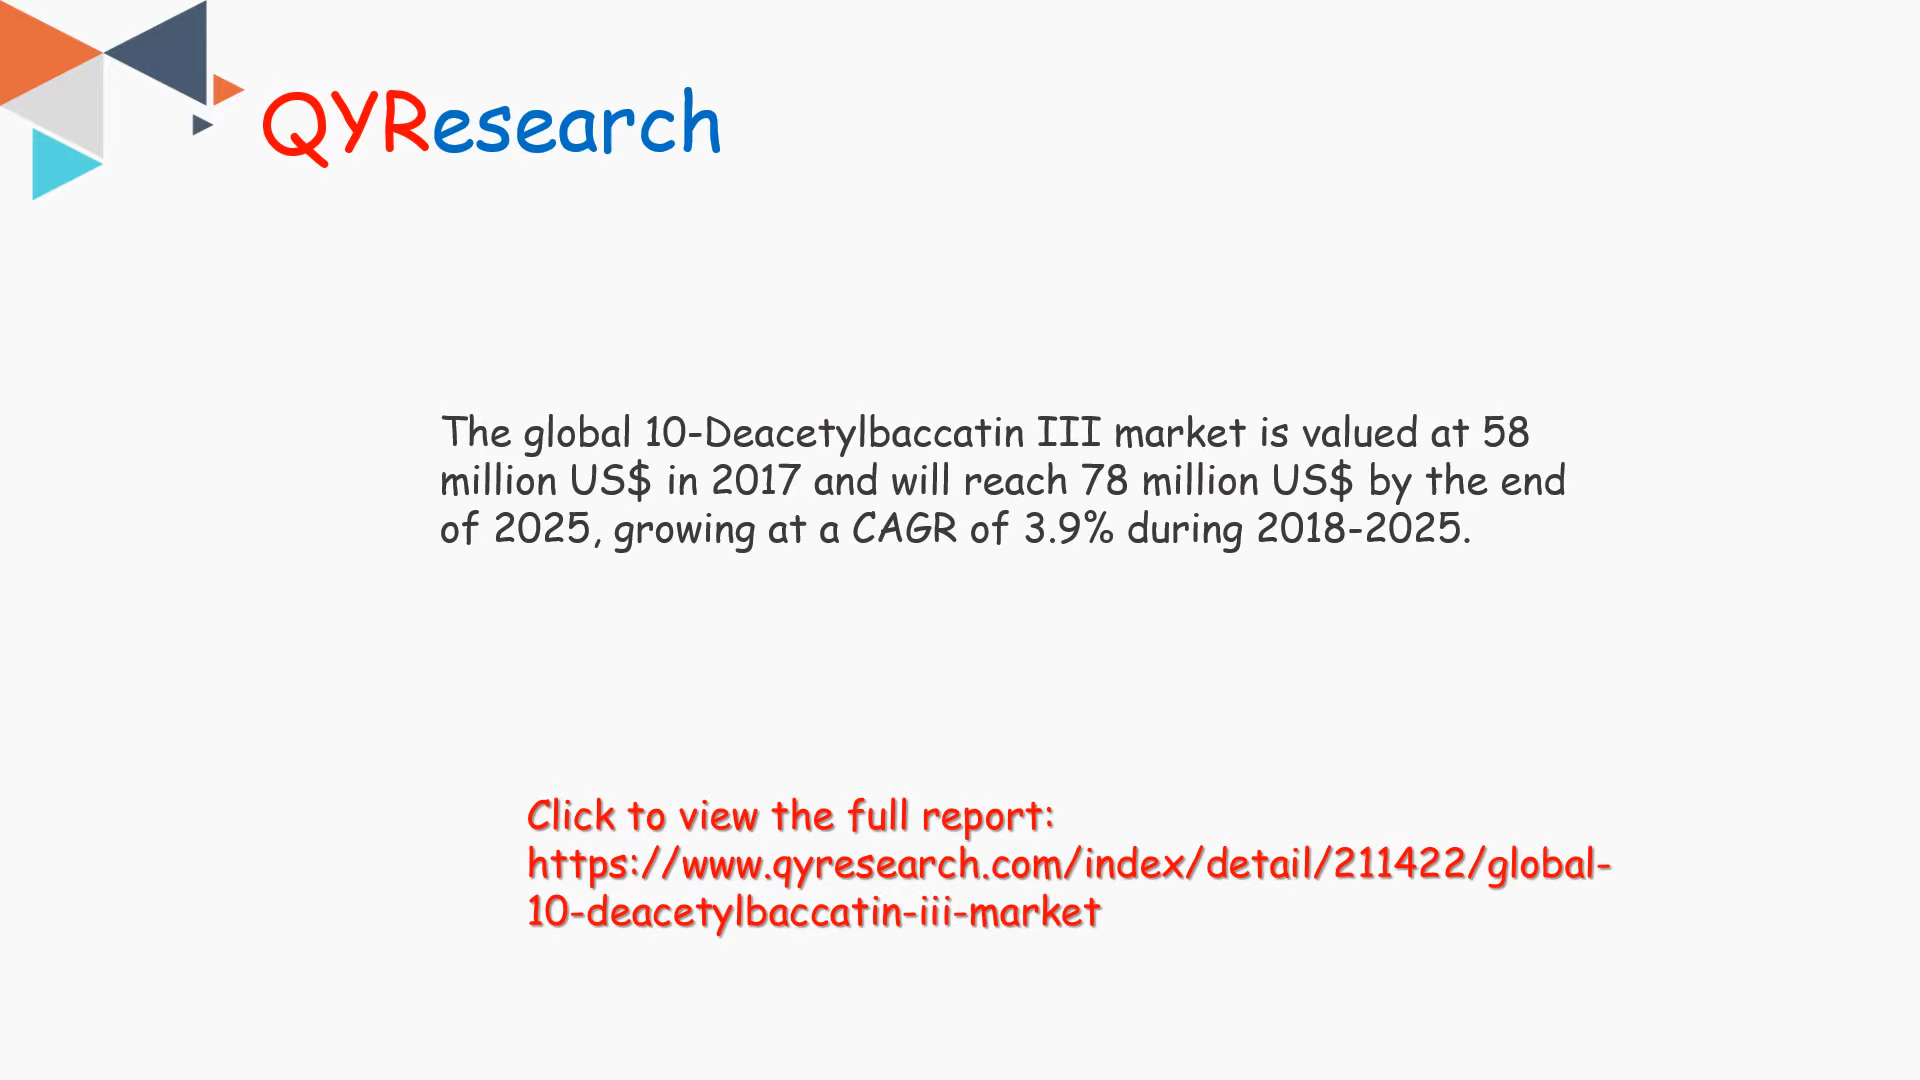 QYResearch
The global 10-Deacetylbaccatin III market is valued at 58
million US$ in 2017 and will reach 78 million US$ by the end
of 2025, growing at a CAGR of 3.9% during 2018-2025.
Click to view the full report:
https://www.qyresearch.com/index/detail/211422/global-
10-deacetylbaccatin-iii-market